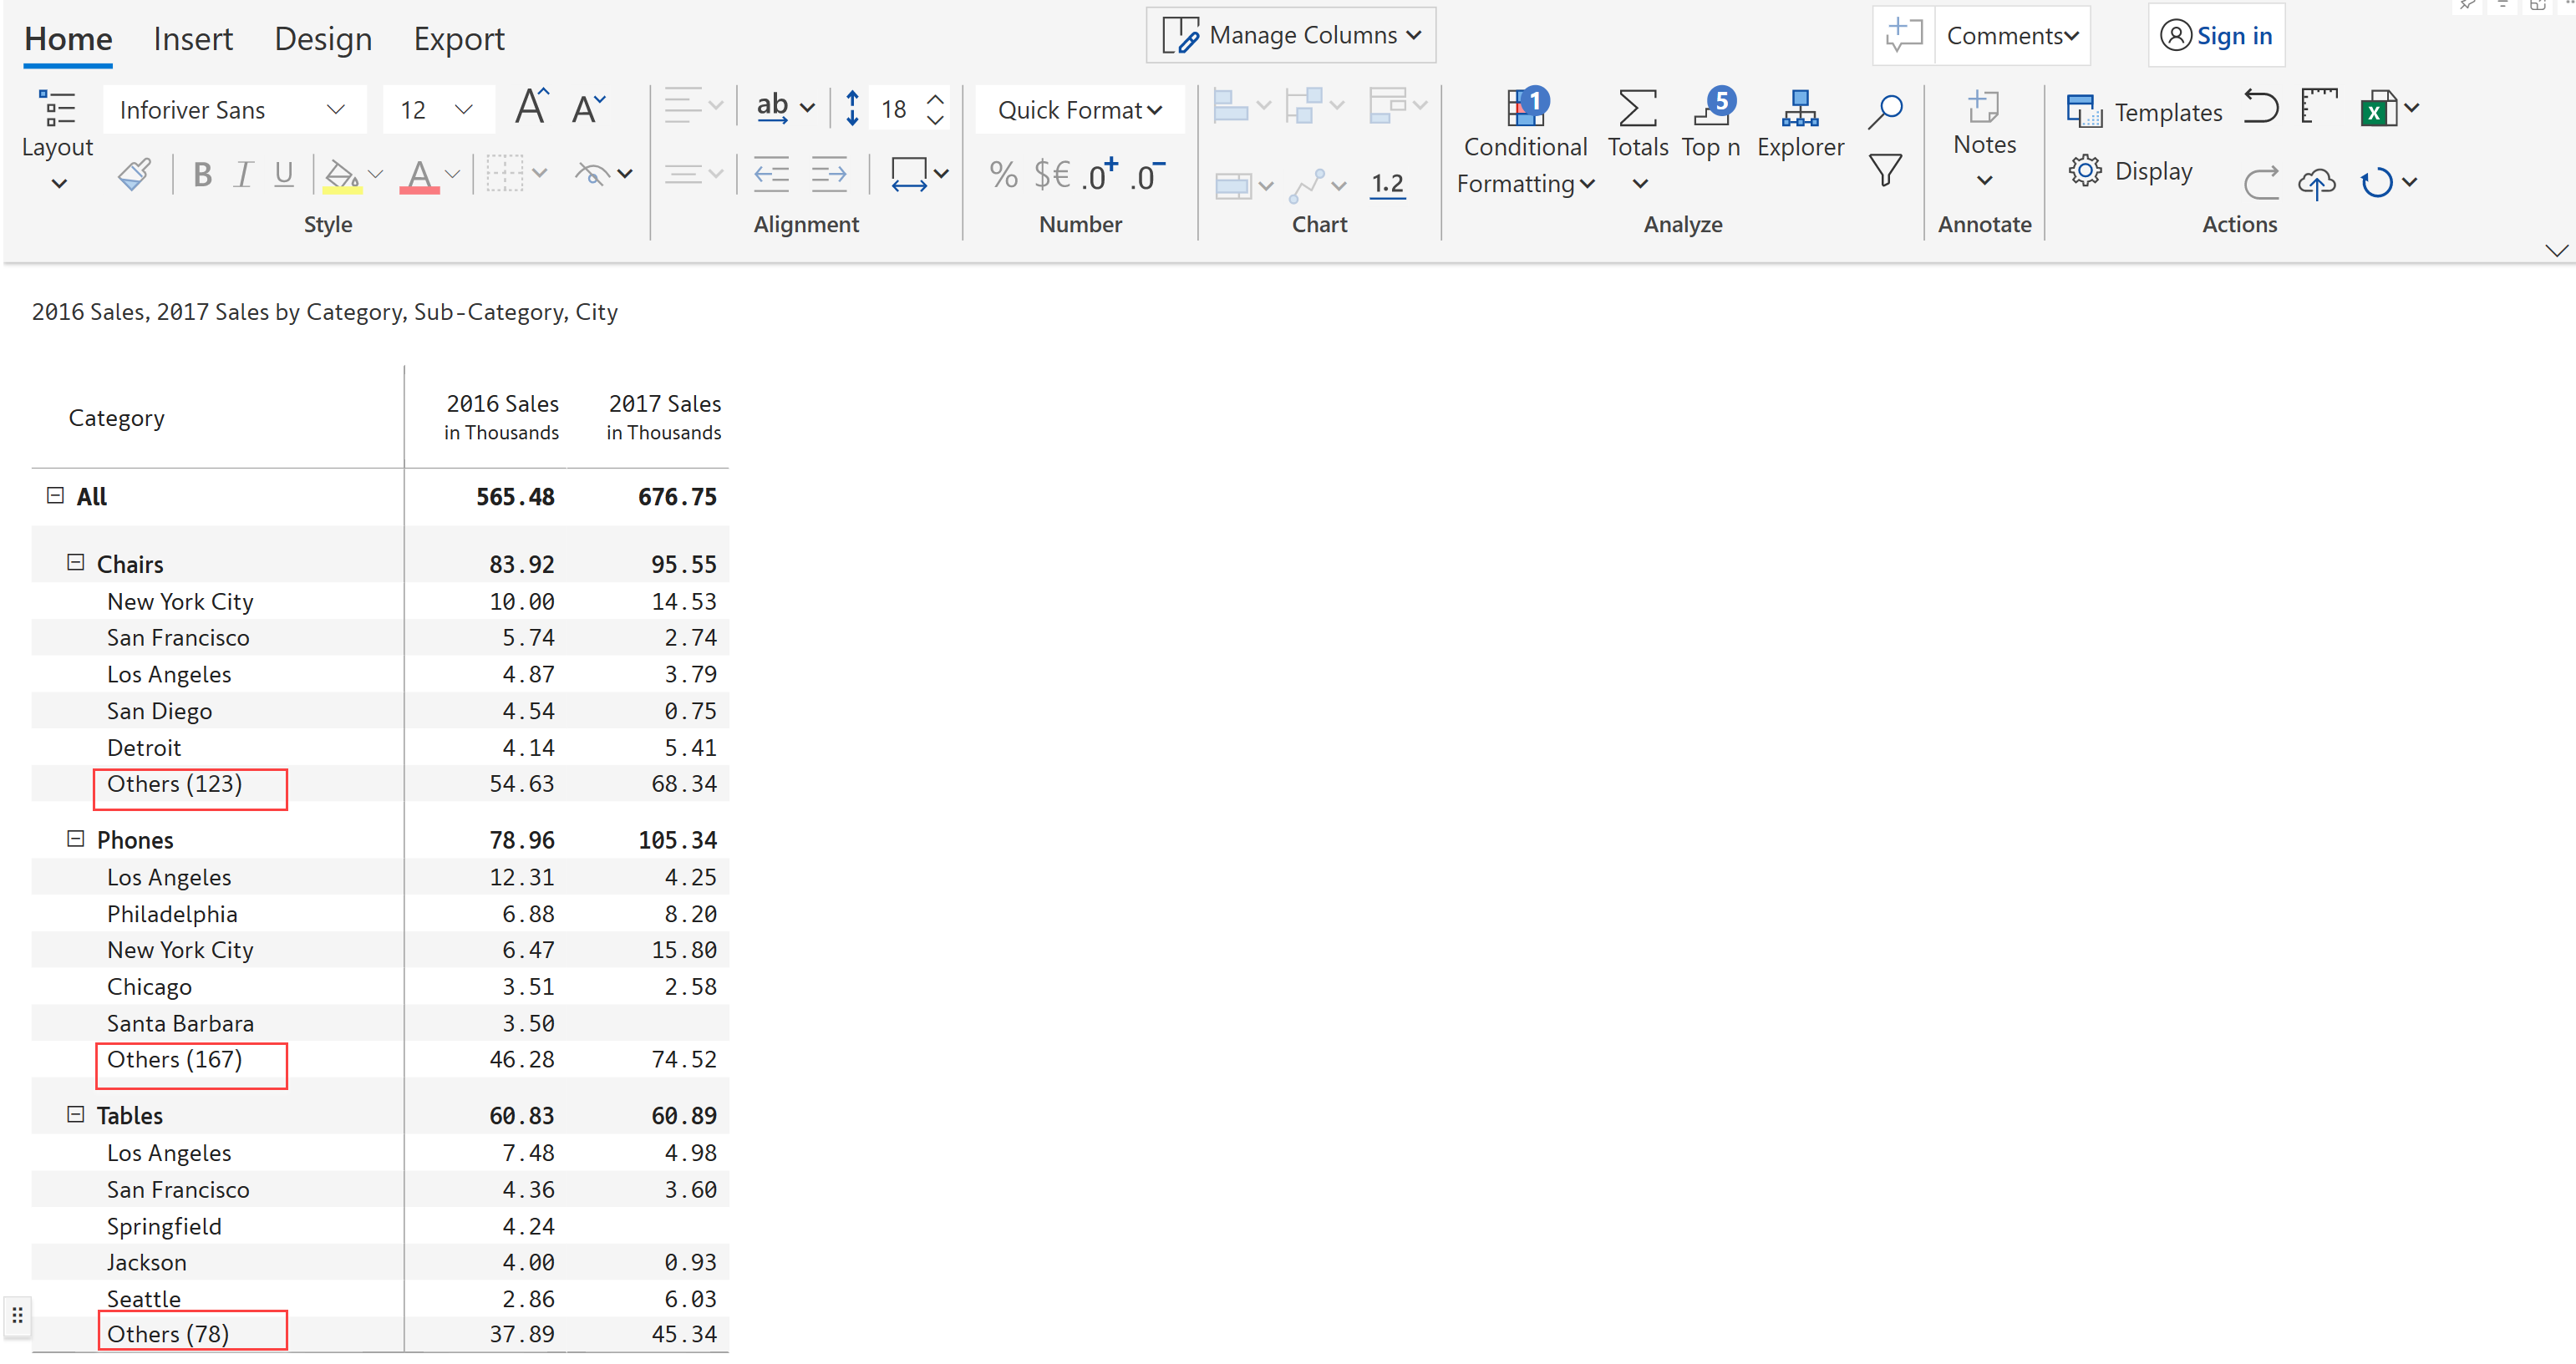 Home Insert Design Export Manage Columns Comments Sign in
Layout
Inforiver Sans 12 A A ab 18
B I U A
Style
Alignment
Quick Format
% $€ .0+ .0-
Number
1.2
Chart
1 Conditional Formatting
Totals
5 Top n
Explorer
Analyze
Notes
Annotate
Templates
Display
X
Actions
2016 Sales, 2017 Sales by Category, Sub-Category, City
Category 2016 Sales in Thousands 2017 Sales in Thousands
All 565.48 676.75
Chairs 83.92 95.55
New York City 10.00 14.53
San Francisco 5.74 2.74
Los Angeles 4.87 3.79
San Diego 4.54 0.75
Detroit 4.14 5.41
Others (123) 54.63 68.34
Phones 78.96 105.34
Los Angeles 12.31 4.25
Philadelphia 6.88 8.20
New York City 6.47 15.80
Chicago 3.51 2.58
Santa Barbara 3.50
Others (167) 46.28 74.52
Tables 60.83 60.89
Los Angeles 7.48 4.98
San Francisco 4.36 3.60
Springfield 4.24
Jackson 4.00 0.93
Seattle 2.86 6.03
Others (78) 37.89 45.34